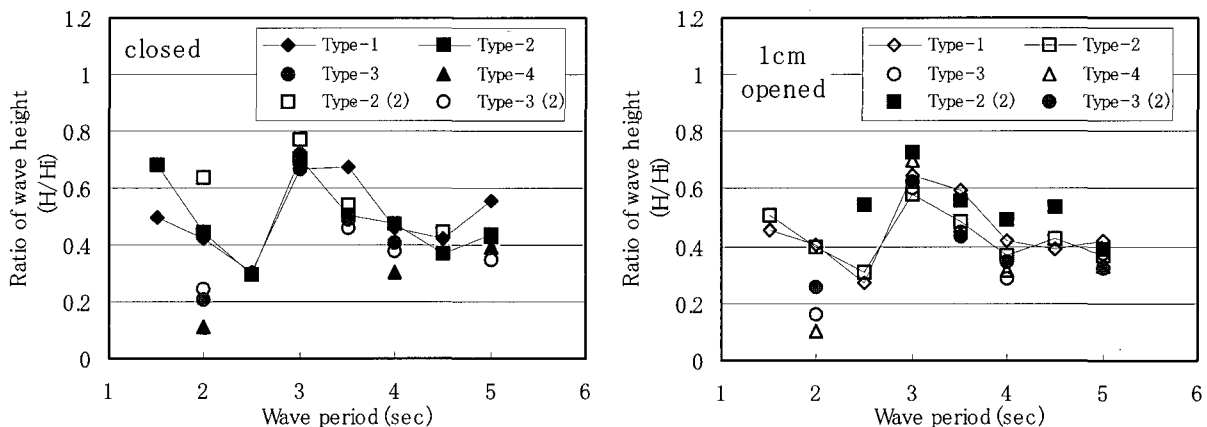 1.2
closed
Type-1
Type-2
Type-3
Type-4
Type-2 (2)
Type-3 (2)
1
0.8
0.6
0.4
0.2
0
Ratio of wave height
(H/Hi)
1
2
3
4
5
6
Wave period (sec)
1.2
1cm
opened
Type-1
Type-2
Type-3
Type-4
Type-2 (2)
Type-3 (2)
1
0.8
0.6
0.4
0.2
0
Ratio of wave height
(H/Hi)
1
2
3
4
5
6
Wave period (sec)